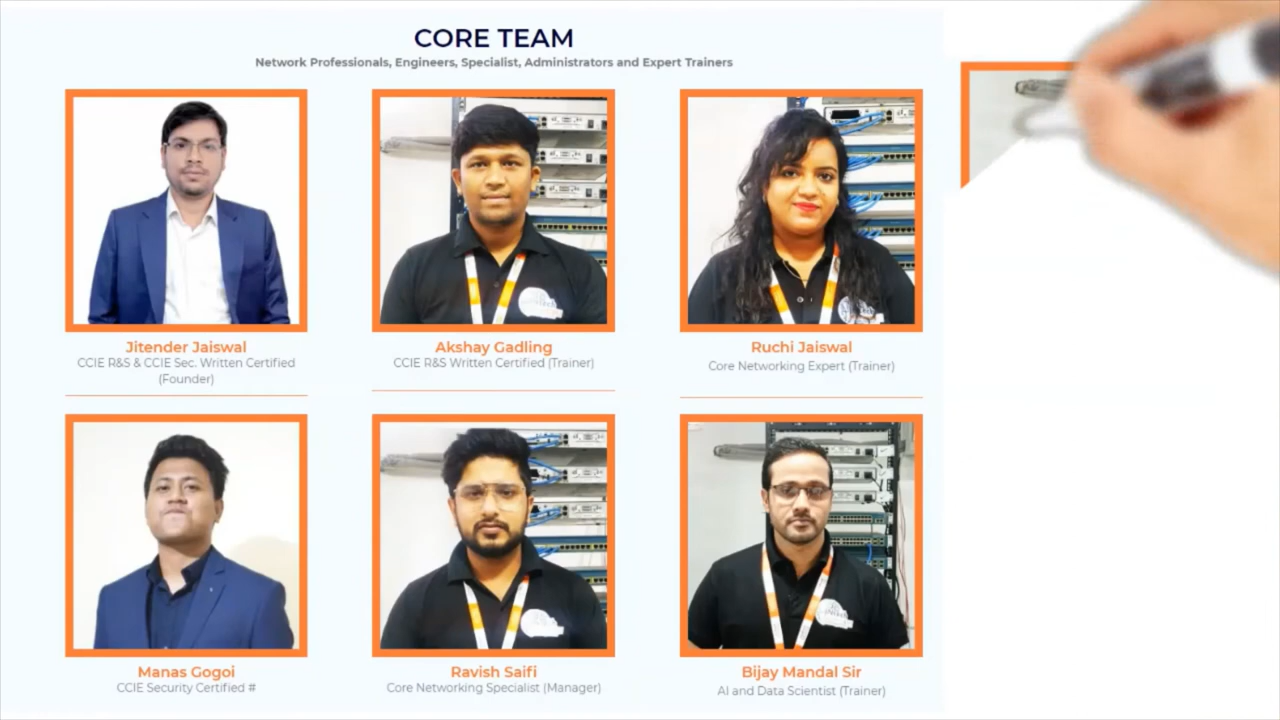 CORE TEAM
Network Professionals, Engineers, Specialist, Administrators and Expert Trainers
Jitender Jaiswal
CCIE R&S & CCIE Sec. Written Certified
(Founder)
Akshay Gadling
CCIE R&S Written Certified (Trainer)
Ruchi Jaiswal
Core Networking Expert (Trainer)
Manas Gogoi
CCIE Security Certified #
Ravish Saifi
Core Networking Specialist (Manager)
Bijay Mandal Sir
AI and Data Scientist (Trainer)